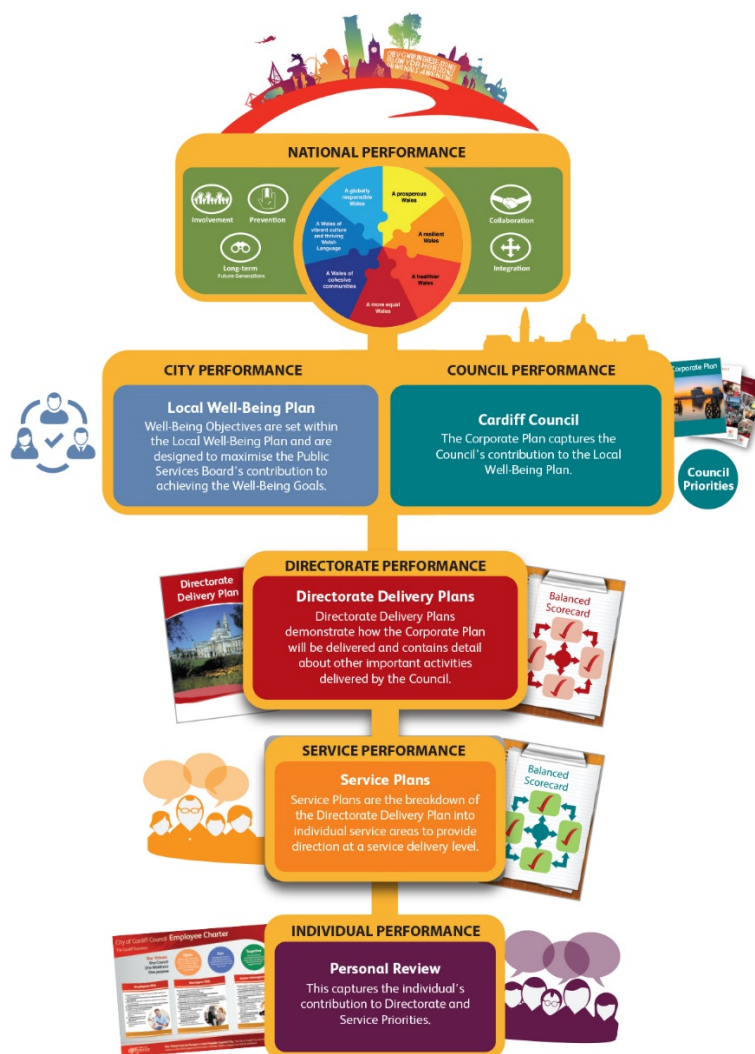 NATIONAL PERFORMANCE
Involvement
Prevention
Long-term
Future Generations
A globally
responsible
Wales
A prosperous
Wales
A Wales of
vibrant culture
and thriving
Welsh
Language
A resilient
Wales
A Wales of
cohesive
communities
A healthier
Wales
A more equal
Wales
Collaboration
Integration
CITY PERFORMANCE
Local Well-Being Plan
Well-Being Objectives are set
within the Local Well-Being Plan and are
designed to maximise the Public
Services Board's contribution to
achieving the Well-Being Goals.
COUNCIL PERFORMANCE
Cardiff Council
The Corporate Plan captures the
Council's contribution to the Local
Well-Being Plan.
Corporate Plan
Council
Priorities
DIRECTORATE PERFORMANCE
Directorate
Delivery Plan
Directorate Delivery Plans
Directorate Delivery Plans
demonstrate how the Corporate Plan
will be delivered and contains detail
about other important activities
delivered by the Council.
Balanced
Scorecard
SERVICE PERFORMANCE
Service Plans
Service Plans are the breakdown of
the Directorate Delivery Plan into
individual service areas to provide
direction at a service delivery level.
Balanced
Scorecard
INDIVIDUAL PERFORMANCE
City of Cardiff Council Employee Charter
Personal Review
This captures the individual's
contribution to Directorate and
Service Priorities.